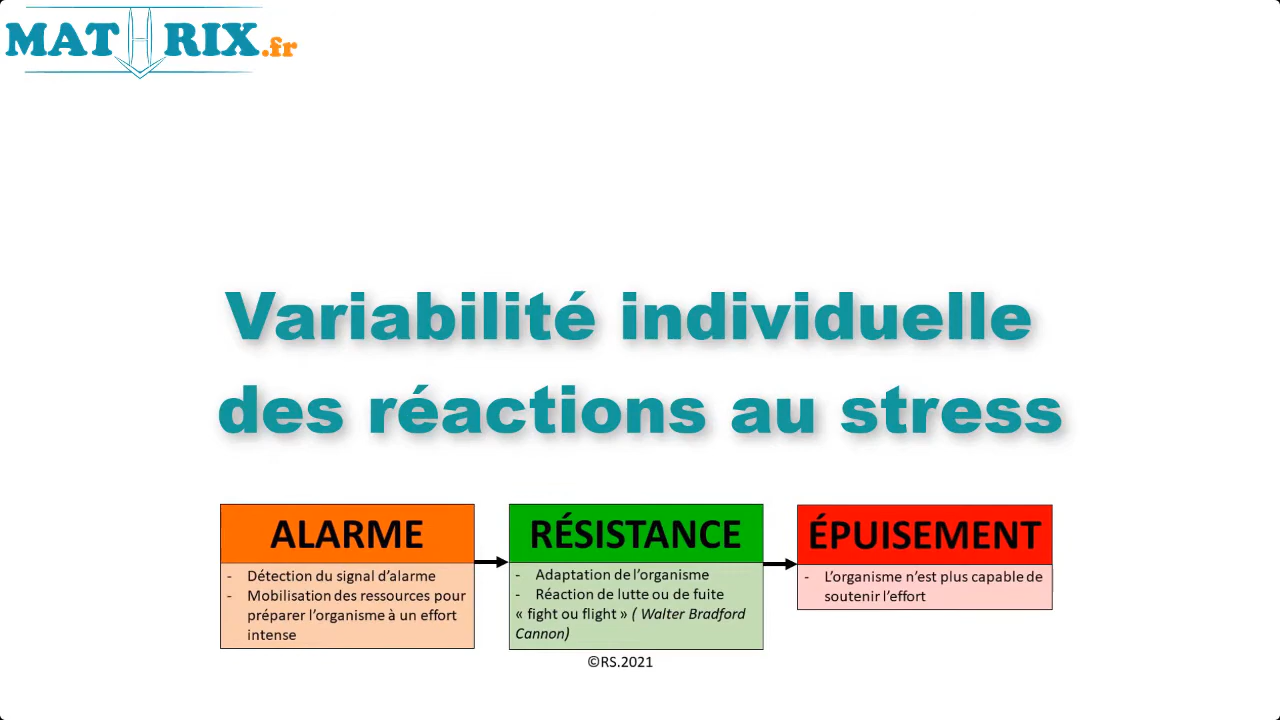 MATHRIX.fr
Variabilité individuelle
des réactions au stress
ALARME
- Détection du signal d'alarme
- Mobilisation des ressources pour
préparer l'organisme à un effort
intense
RÉSISTANCE
- Adaptation de l'organisme
- Réaction de lutte ou de fuite
« fight ou flight » ( Walter Bradford
Cannon)
ÉPUISEMENT
- L'organisme n'est plus capable de
soutenir l'effort
©RS.2021